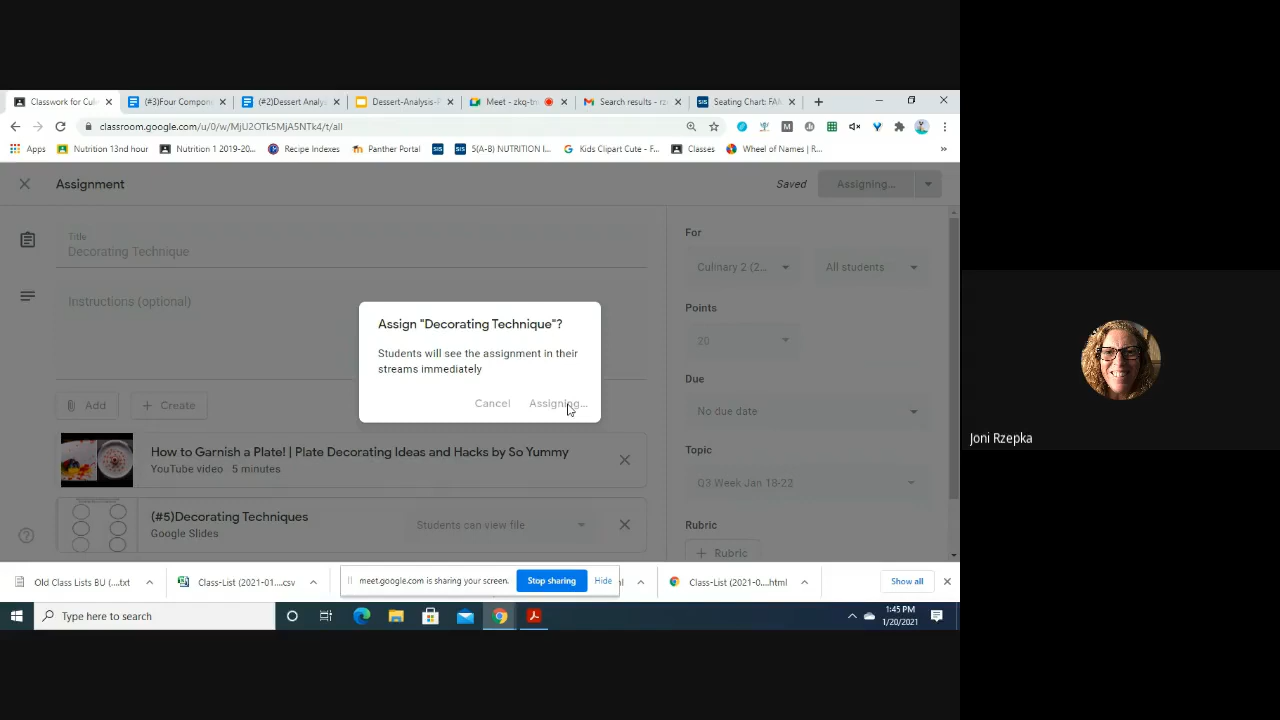 Classwork for Culi
(#3)Four Compon
(#2)Dessert Analy
Dessert-Analysis-F
Meet - zkq-tn
Search results - rz
SIS Seating Chart: FAM
classroom.google.com/u/0/w/MjU2OTk5MjA5NTk4/t/all
Apps
Nutrition 13nd hour
Nutrition 1 2019-20...
Recipe Indexes
Panther Portal
SIS
SIS
S(A-B) NUTRITION I...
Kids Clipart Cute - F...
Classes
Wheel of Names | R...
»
Assignment
Saved
Assigning...
Title
Decorating Technique
Instructions (optional)
Add
Create
How to Garnish a Plate! | Plate Decorating Ideas and Hacks by So Yummy
YouTube video 5 minutes
(#5)Decorating Techniques
Google Slides
Students can view file
For
Culinary 2 (2...
All students
Points
20
Due
No due date
Topic
Q3 Week Jan 18-22
Rubric
Rubric
Assign "Decorating Technique"?
Students will see the assignment in their
streams immediately
Cancel
Assigning...
Joni Rzepka
Old Class Lists BU (....txt
Class-List (2021-01....csv
meet.google.com is sharing your screen.
Stop sharing
Hide
Class-List (2021-0....html
Show all
Type here to search
1:45 PM
1/20/2021